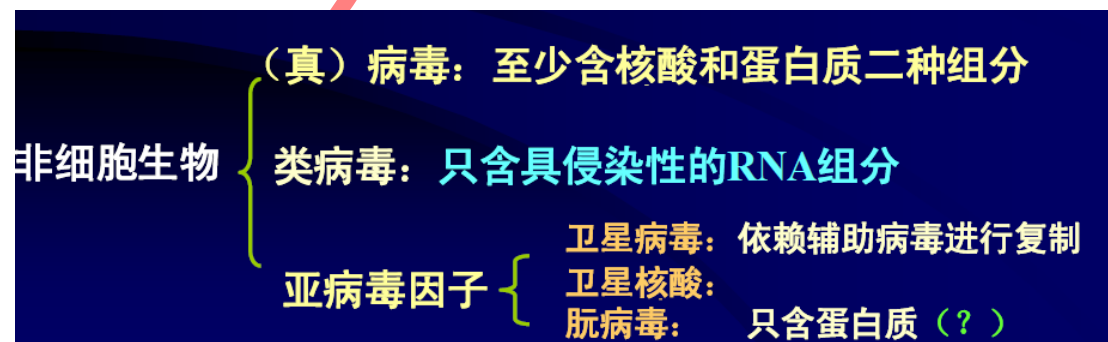 （真）病毒：至少含核酸和蛋白质二种组分
非细胞生物
类病毒：只含具侵染性的RNA组分
卫星病毒：依赖辅助病毒进行复制
亚病毒因子
卫星核酸：
朊病毒： 只含蛋白质（？）